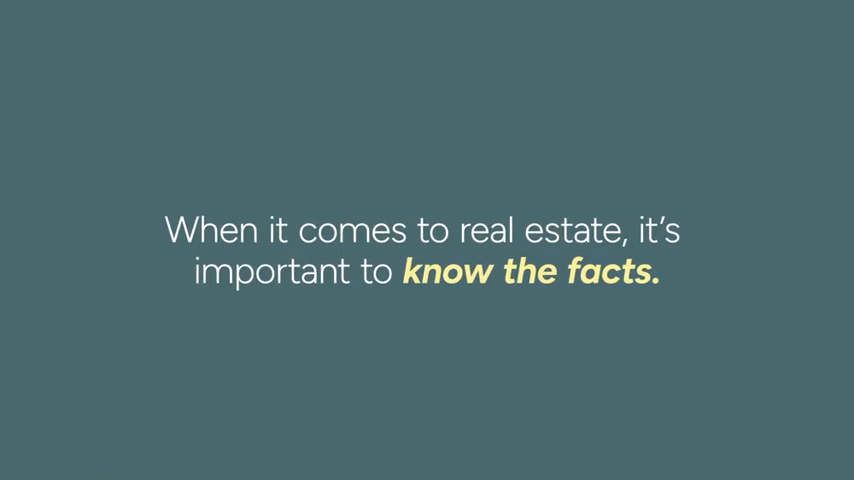 When it comes to real estate, it’s
important to know the facts.